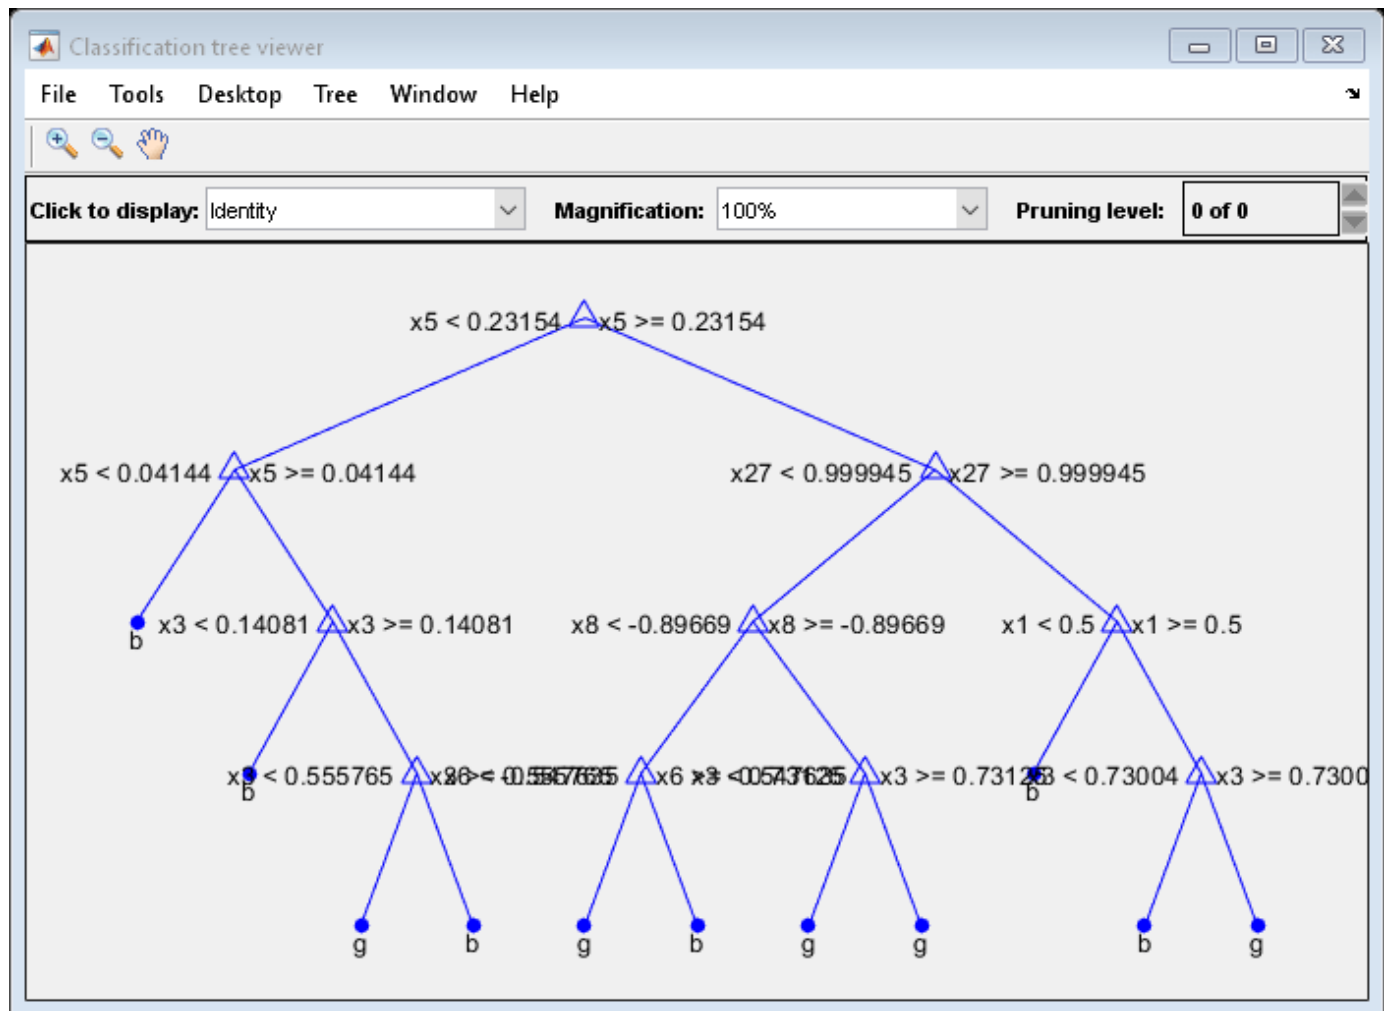 Classification tree viewer
File Tools Desktop Tree Window Help
Click to display: Identity Magnification: 100% Pruning level: 0 of 0
x5 < 0.23154 x5 >= 0.23154
x5 < 0.04144 x5 >= 0.04144 x27 < 0.999945 x27 >= 0.999945
b x3 < 0.14081 x3 >= 0.14081 x8 < -0.89669 x8 >= -0.89669 x1 < 0.5 x1 >= 0.5
< 0.555765 x6 x3 >= 0.73125 < 0.73004 x3 >= 0.7300
b b
g b g b g g b g